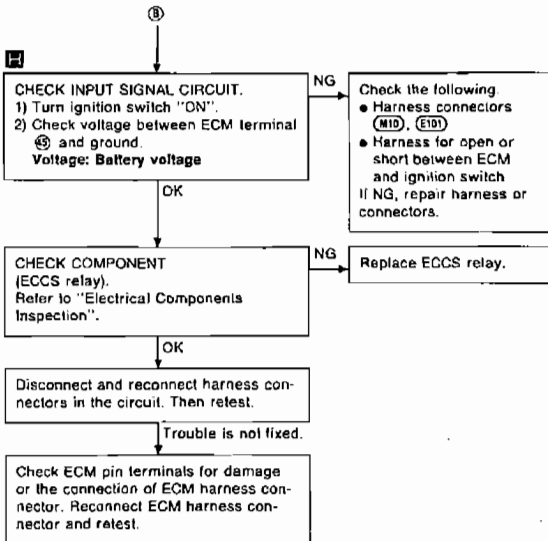 B
H
CHECK INPUT SIGNAL CIRCUIT.
1) Turn ignition switch "ON".
2) Check voltage between ECM terminal
45 and ground.
Voltage: Battery voltage
NG
Check the following.
● Harness connectors
M10, E101
● Harness for open or
short between ECM
and ignition switch
If NG, repair harness or
connectors.
OK
CHECK COMPONENT
(ECCS relay).
Refer to "Electrical Components
Inspection".
NG
Replace ECCS relay.
OK
Disconnect and reconnect harness con-
nectors in the circuit. Then retest.
Trouble is not fixed.
Check ECM pin terminals for damage
or the connection of ECM harness con-
nector. Reconnect ECM harness con-
nector and retest.